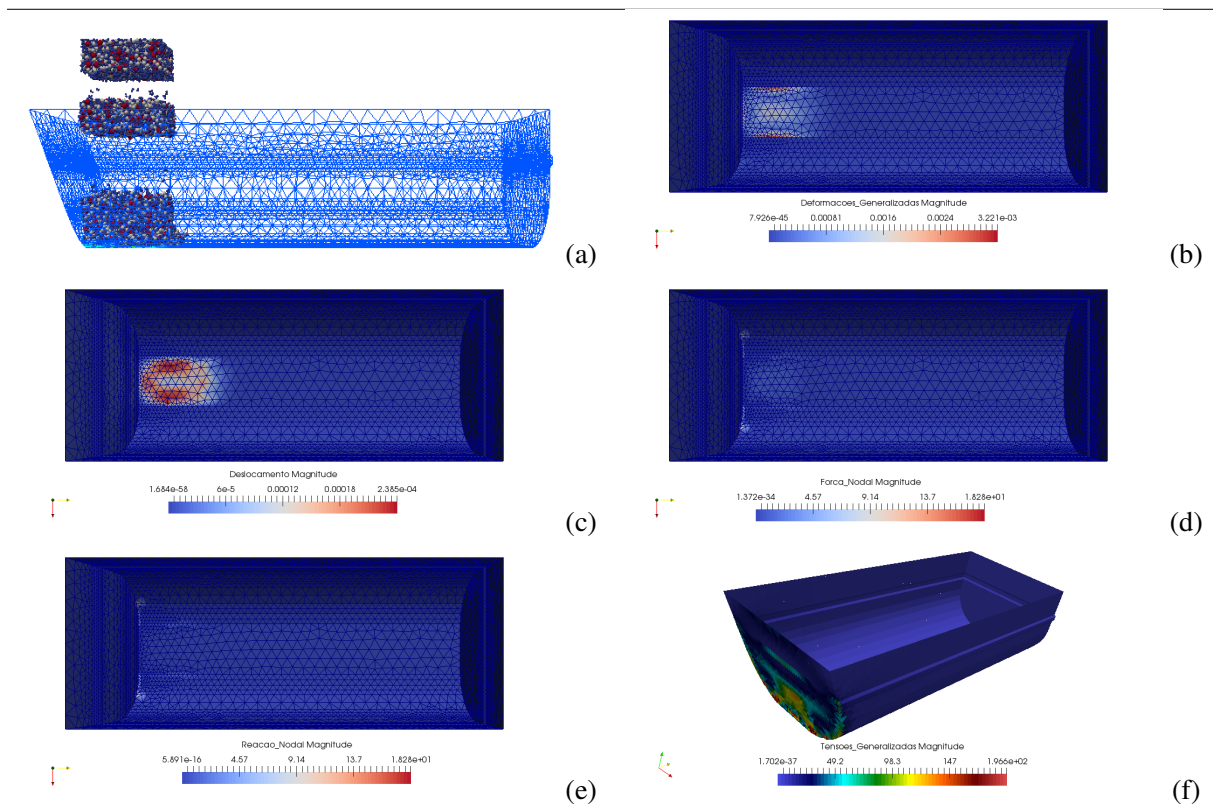 (a)
Deformacoes_Generalizadas Magnitude
7.926e-45 0.00081 0.0016 0.0024 3.221e-03
(b)
Deslocamento Magnitude
1.684e-58 6e-5 0.00012 0.00018 2.385e-04
(c)
Forca_Nodal Magnitude
1.372e-34 4.57 9.14 13.7 1.828e+01
(d)
Reacao_Nodal Magnitude
5.891e-16 4.57 9.14 13.7 1.828e+01
(e)
Tensoes_Generalizadas Magnitude
1.702e-37 49.2 98.3 147 1.966e+02
(f)